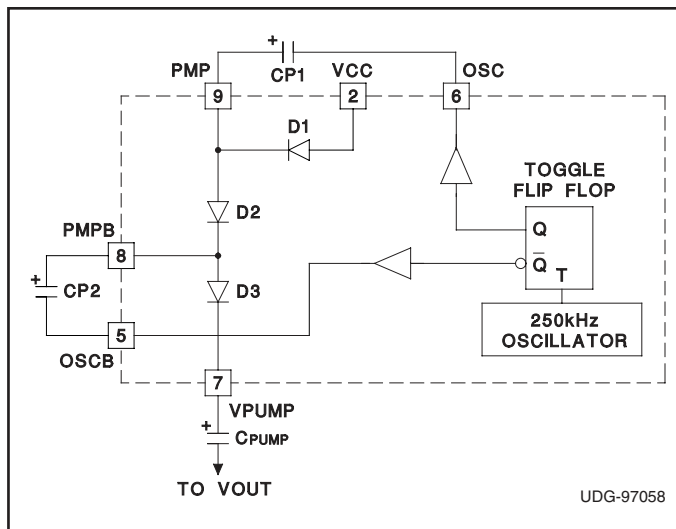 +
PMP
CP1
VCC
OSC
9
2
6
D1
TOGGLE
FLIP FLOP
D2
Q
PMPB
8
Q̅
T
+
CP2
D3
250kHz
OSCILLATOR
5
OSCB
7
VPUMP
+
CPUMP
TO VOUT
UDG-97058